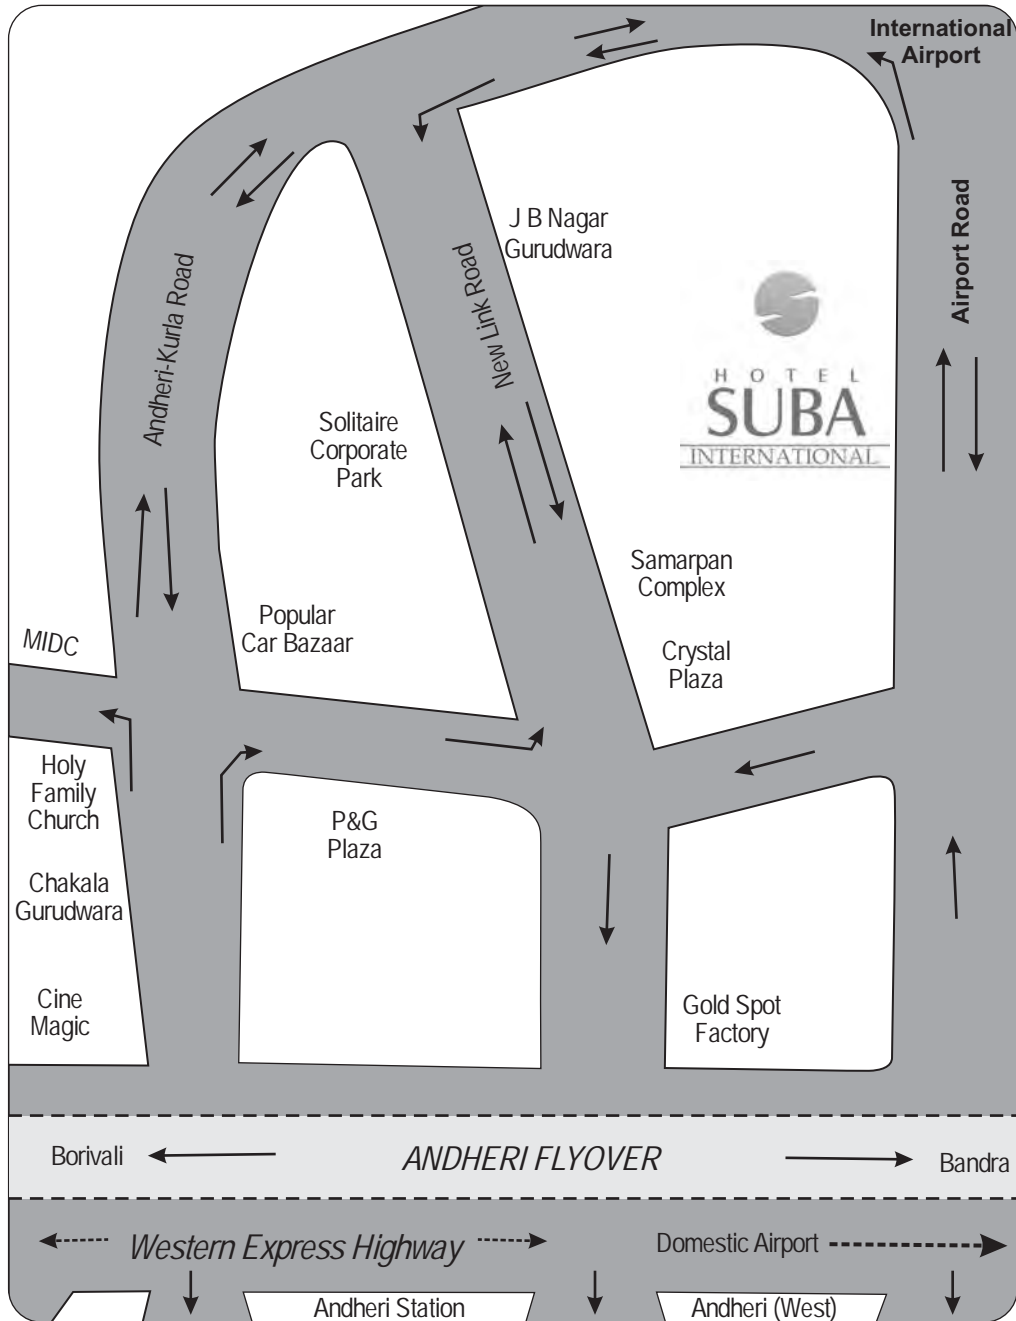 International
Airport
Airport Road
J B Nagar
Gurudwara
New Link Road
Andheri-Kurla Road
HOTEL
SUBA
INTERNATIONAL
Solitaire
Corporate
Park
Samarpan
Complex
Popular
Car Bazaar
Crystal
Plaza
MIDC
Holy
Family
Church
P&G
Plaza
Chakala
Gurudwara
Cine
Magic
Gold Spot
Factory
Borivali
ANDHERI FLYOVER
Bandra
Western Express Highway
Domestic Airport
Andheri Station
Andheri (West)